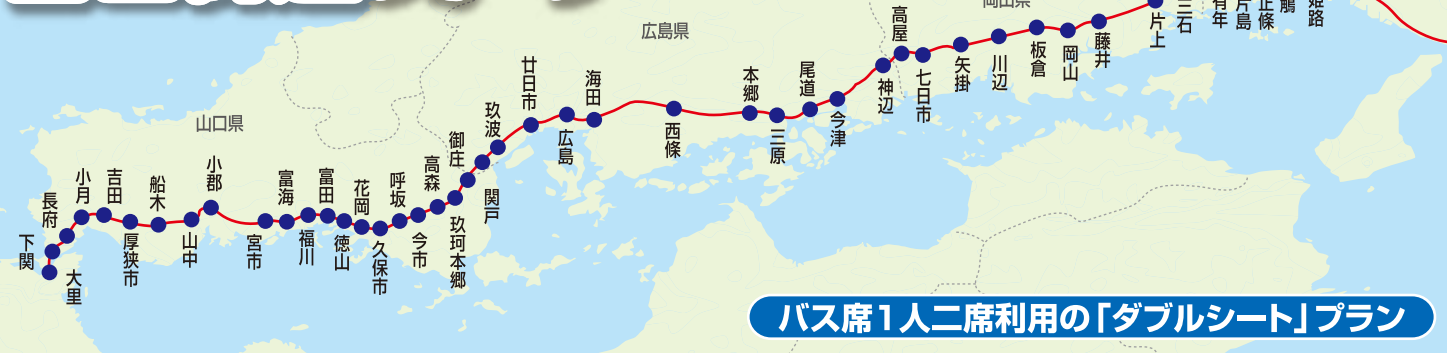 広島県
岡山県
山口県
下関
大里
長府
小月
吉田
厚狭市
船木
山中
小郡
宮市
富海
福川
富田
徳山
花岡
久保市
呼坂
今市
高森
玖珂本郷
御庄
関戸
玖波
廿日市
広島
海田
西條
本郷
三原
尾道
今津
神辺
高屋
七日市
矢掛
川辺
板倉
岡山
藤井
片上
三石
有年
片島
正條
姫路
バス席1人二席利用の「ダブルシート」プラン